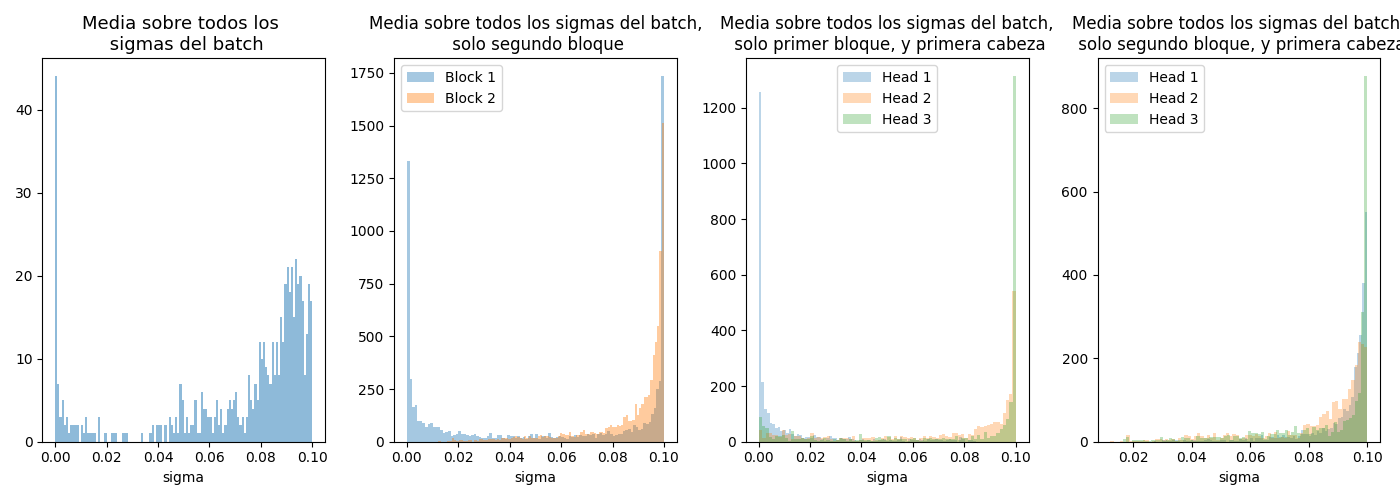 Media sobre todos los
sigmas del batch
40
30
20
10
0
0.00 0.02 0.04 0.06 0.08 0.10
sigma
Media sobre todos los sigmas del batch,
solo segundo bloque
Block 1
Block 2
1750
1500
1250
1000
750
500
250
0
0.00 0.02 0.04 0.06 0.08 0.10
sigma
Media sobre todos los sigmas del batch,
solo primer bloque, y primera cabeza
Head 1
Head 2
Head 3
1200
1000
800
600
400
200
0
0.00 0.02 0.04 0.06 0.08 0.10
sigma
Media sobre todos los sigmas del batch
solo segundo bloque, y primera cabeza
Head 1
Head 2
Head 3
800
600
400
200
0
0.02 0.04 0.06 0.08 0.10
sigma